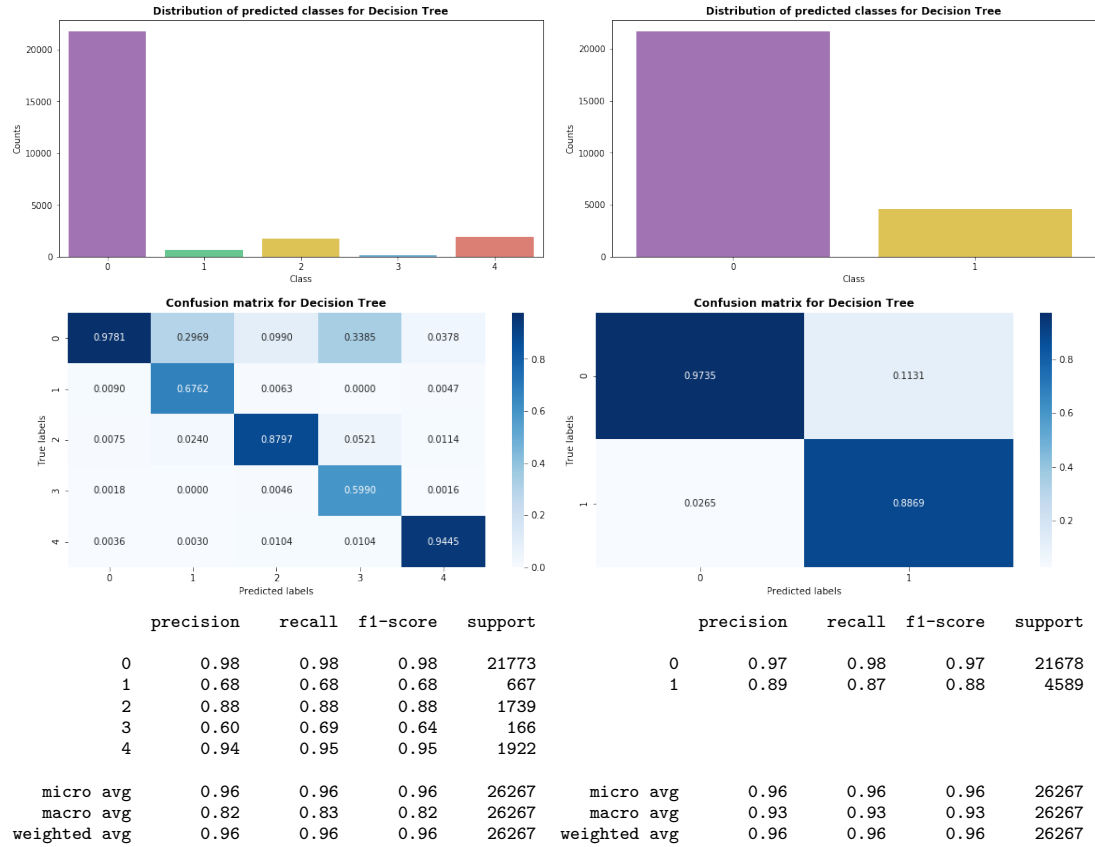 Distribution of predicted classes for Decision Tree
20000
15000
10000
5000
0
Counts
0 1 2 3 4
Class
Distribution of predicted classes for Decision Tree
20000
15000
10000
5000
0
Counts
0 1
Class
Confusion matrix for Decision Tree
0 0.9781 0.2969 0.0990 0.3385 0.0378
1 0.0090 0.6762 0.0063 0.0000 0.0047
2 0.0075 0.0240 0.8797 0.0521 0.0114
3 0.0018 0.0000 0.0046 0.5990 0.0016
4 0.0036 0.0030 0.0104 0.0104 0.9445
True labels
0 1 2 3 4
Predicted labels
0.8
0.6
0.4
0.2
0.0
Confusion matrix for Decision Tree
0 0.9735 0.1131
1 0.0265 0.8869
True labels
0 1
Predicted labels
0.8
0.6
0.4
0.2
precision recall f1-score support
0 0.98 0.98 0.98 21773
1 0.68 0.68 0.68 667
2 0.88 0.88 0.88 1739
3 0.60 0.69 0.64 166
4 0.94 0.95 0.95 1922
micro avg 0.96 0.96 0.96 26267
macro avg 0.82 0.83 0.82 26267
weighted avg 0.96 0.96 0.96 26267
precision recall f1-score support
0 0.97 0.98 0.97 21678
1 0.89 0.87 0.88 4589
micro avg 0.96 0.96 0.96 26267
macro avg 0.93 0.93 0.93 26267
weighted avg 0.96 0.96 0.96 26267